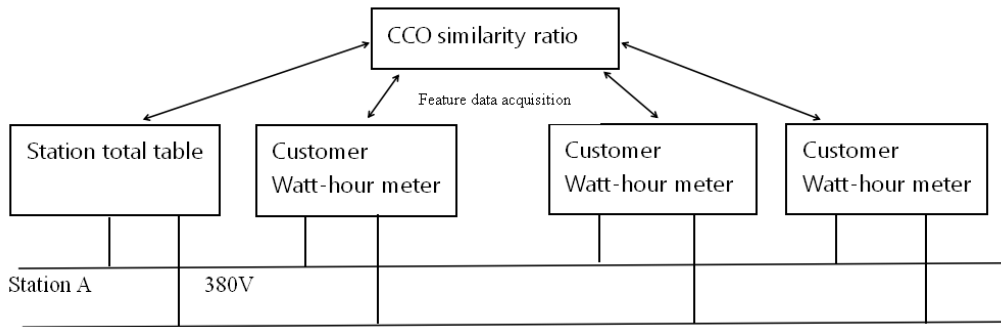 CCO similarity ratio
Feature data acquisition
Station total table
Customer
Watt-hour meter
Customer
Watt-hour meter
Customer
Watt-hour meter
Station A
380V